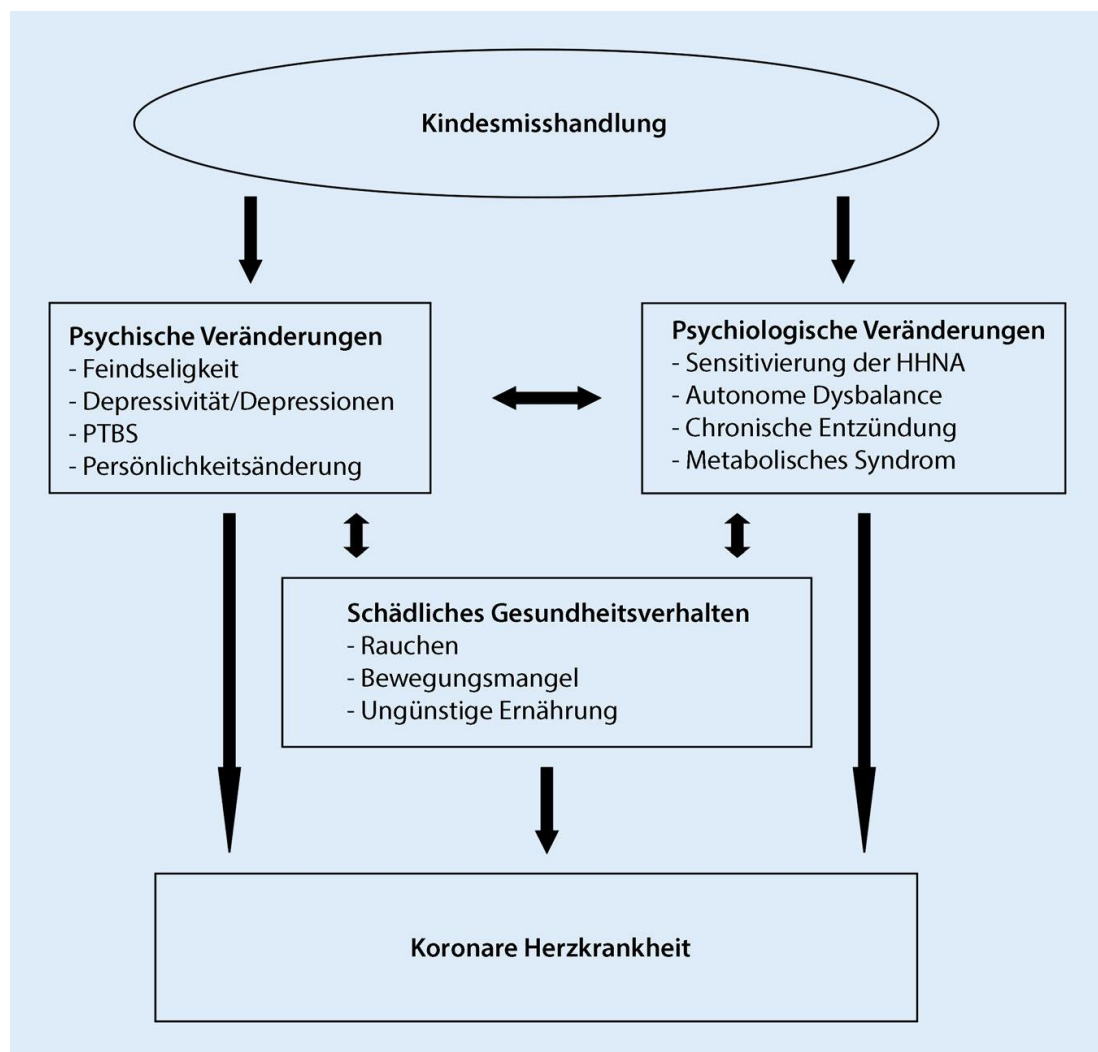 Kindesmisshandlung
Psychische Veränderungen
- Feindseligkeit
- Depressivität/Depressionen
- PTBS
- Persönlichkeitsänderung
Psychiologische Veränderungen
- Sensitivierung der HHNA
- Autonome Dysbalance
- Chronische Entzündung
- Metabolisches Syndrom
Schädliches Gesundheitsverhalten
- Rauchen
- Bewegungsmangel
- Ungünstige Ernährung
Koronare Herzkrankheit